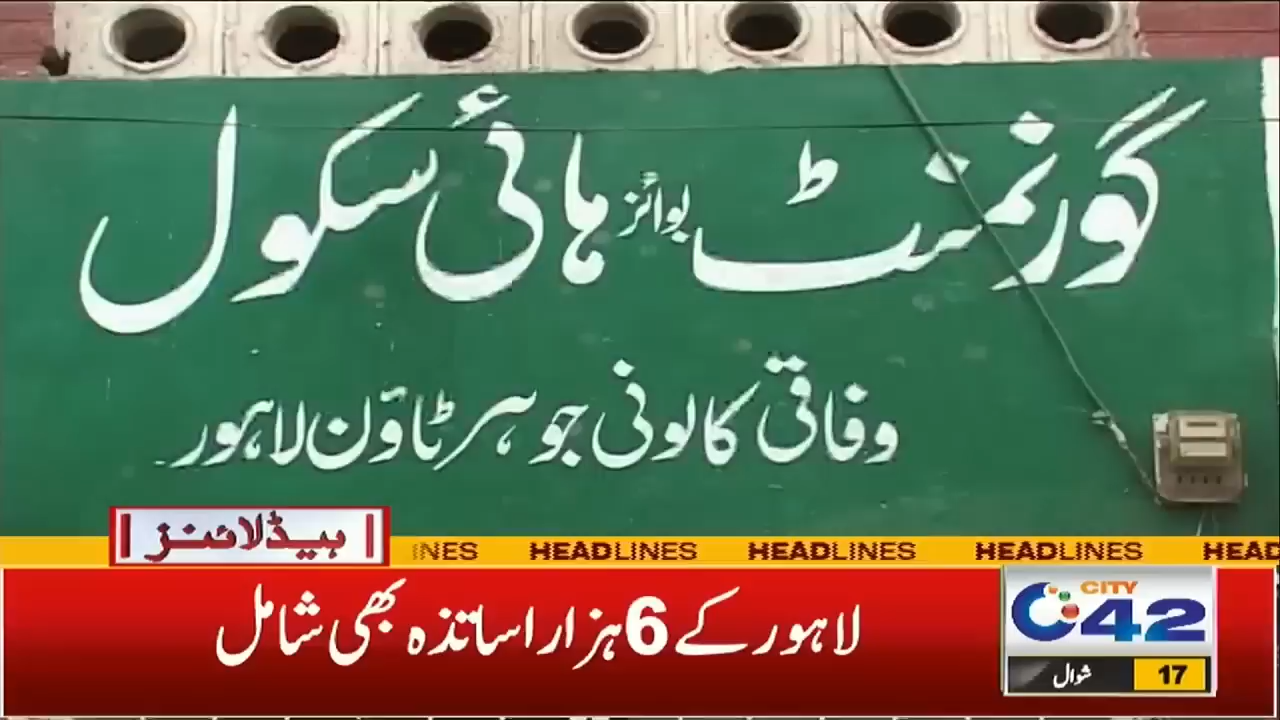 گورنمنٹ بوائز ہائی سکول
وفاقی کالونی جوہر ٹاؤن لاہور
ہیڈلائنز
INES HEADLINES HEADLINES HEADLINES HEAD
لاہور کے 6 ہزار اساتذہ بھی شامل
CITY
42
شوال 17